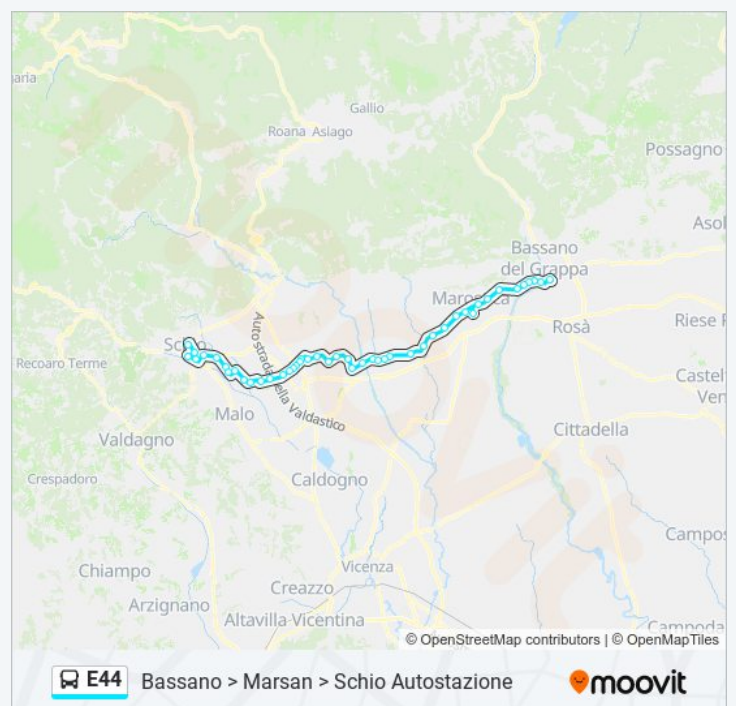 aria
Gallio
Roana Asiago
Possagno
Asol
Bassano
del Grappa
Marostica
Rosà
Riese P
Schio
Recoaro Terme
Autostrada della Valdastico
Castel
Ven
Malo
Valdagno
Cittadella
Crespadoro
Caldogno
Campos
Vicenza
Chiampo
Creazzo
Arzignano
Altavilla Vicentina
Campoda
© OpenStreetMap contributors | © OpenMapTiles
E44 Bassano > Marsan > Schio Autostazione
moovit